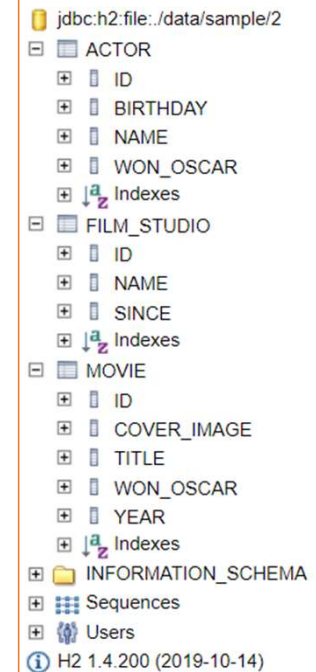 jdbc:h2:file:./data/sample/2
ACTOR
ID
BIRTHDAY
NAME
WON_OSCAR
Indexes
FILM_STUDIO
ID
NAME
SINCE
Indexes
MOVIE
ID
COVER_IMAGE
TITLE
WON_OSCAR
YEAR
Indexes
INFORMATION_SCHEMA
Sequences
Users
H2 1.4.200 (2019-10-14)